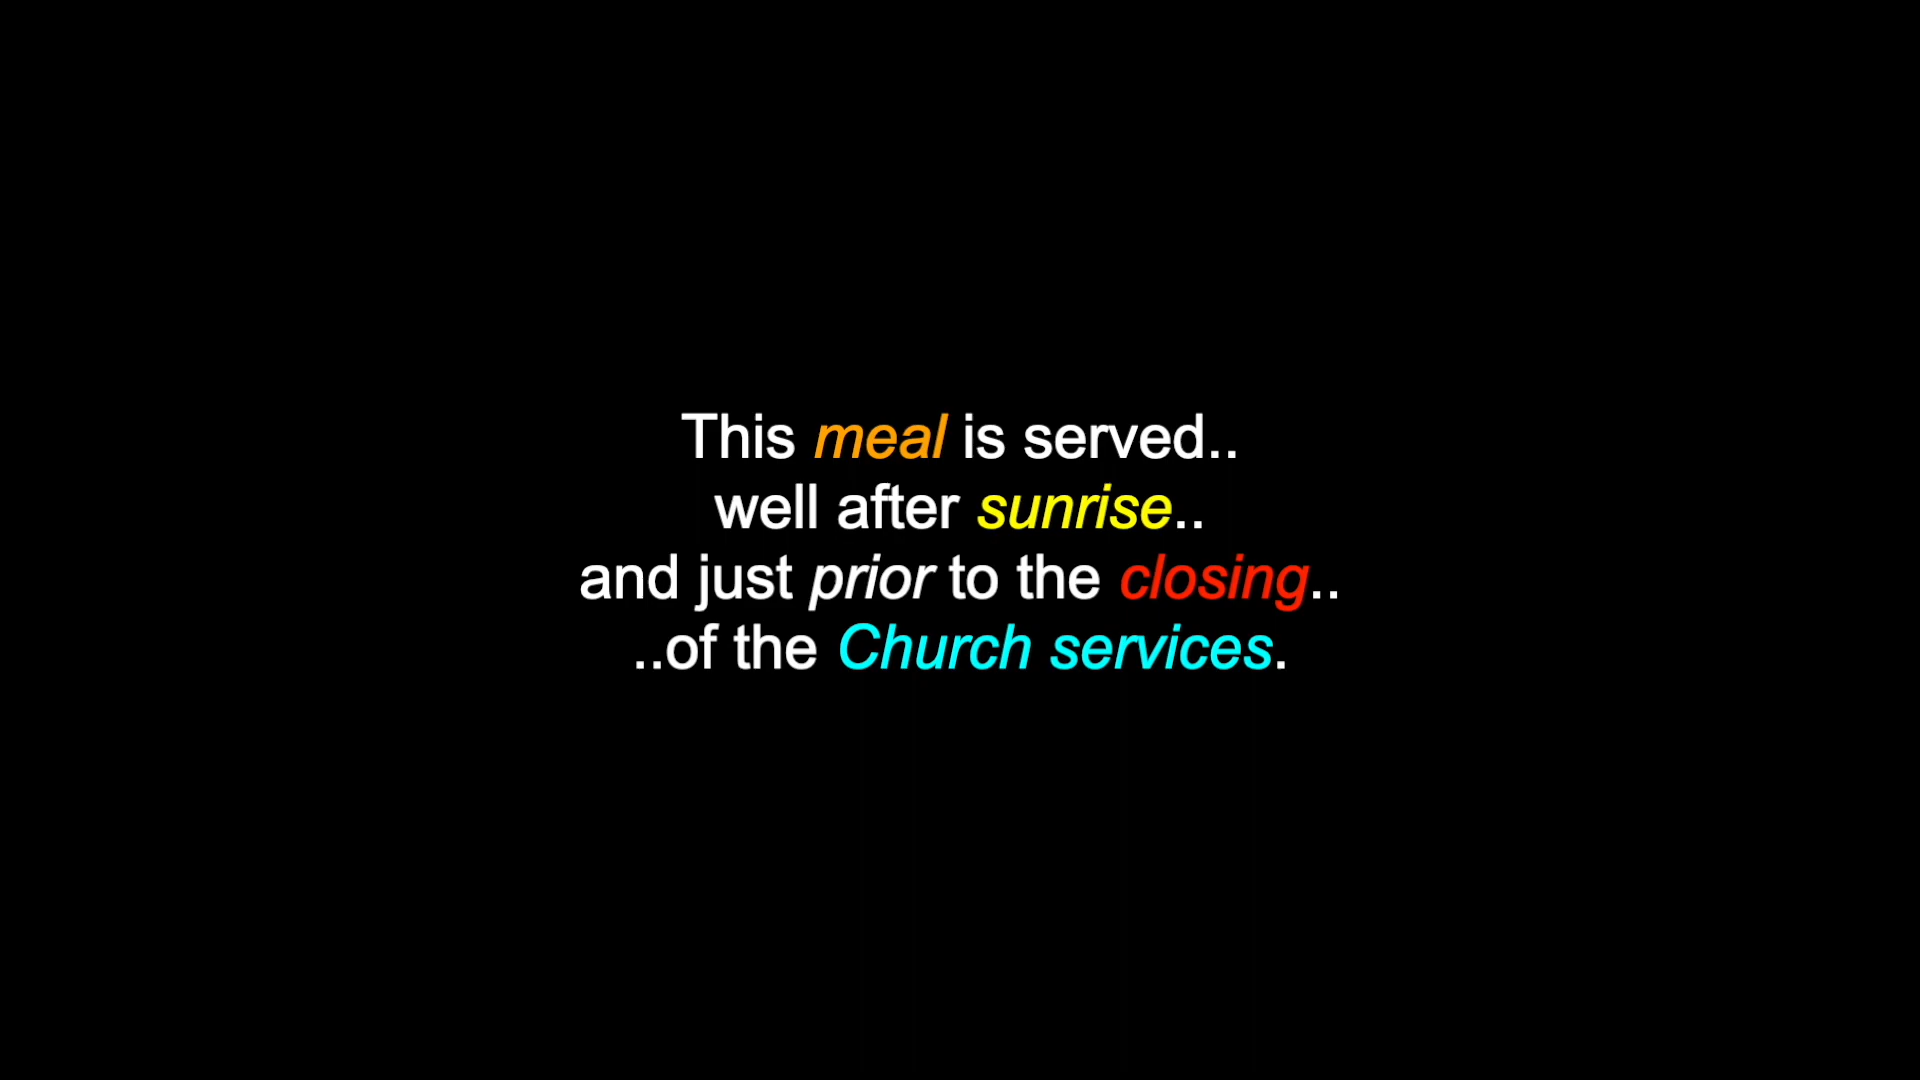 This meal is served..
well after sunrise..
and just prior to the closing..
..of the Church services.